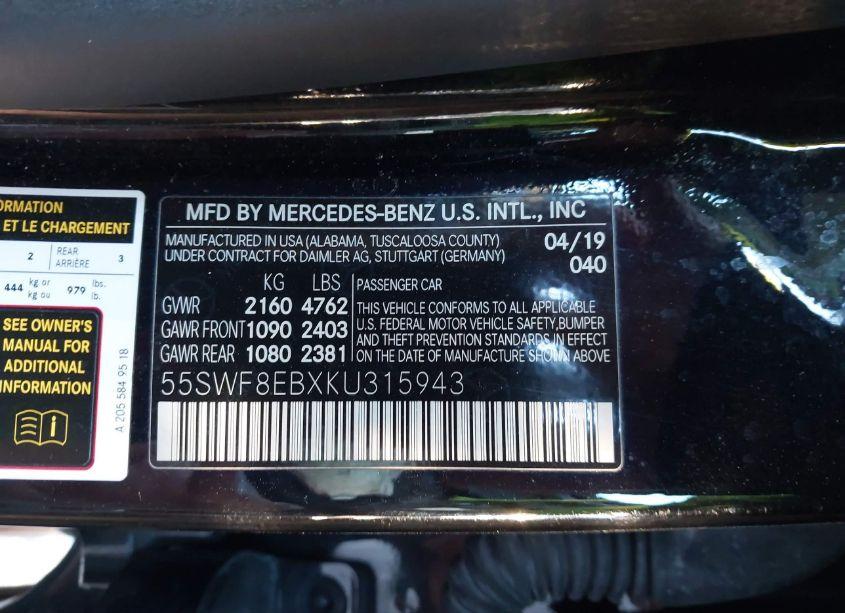 ORMATION
ET LE CHARGEMENT
2 REAR ARRIÈRE 3
444 kg or kg ou 979 lbs. lb.
SEE OWNER'S
MANUAL FOR
ADDITIONAL
INFORMATION
A 205 584 95 18
MFD BY MERCEDES-BENZ U.S. INTL., INC
MANUFACTURED IN USA (ALABAMA, TUSCALOOSA COUNTY) 04/19
UNDER CONTRACT FOR DAIMLER AG, STUTTGART (GERMANY) 040
KG LBS
GVWR 2160 4762
GAWR FRONT 1090 2403
GAWR REAR 1080 2381
PASSENGER CAR
THIS VEHICLE CONFORMS TO ALL APPLICABLE
U.S. FEDERAL MOTOR VEHICLE SAFETY,BUMPER
AND THEFT PREVENTION STANDARDS IN EFFECT
ON THE DATE OF MANUFACTURE SHOWN ABOVE
55SWF8EBXKU315943